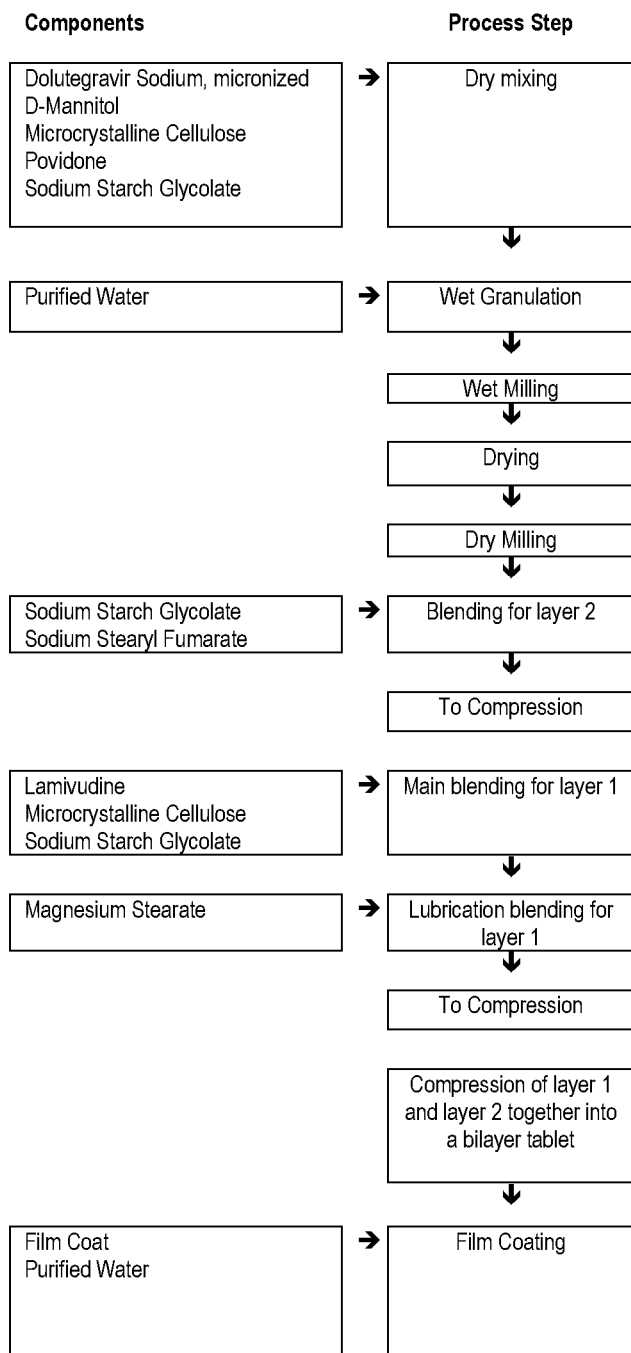 Components
Process Step
Dolutegravir Sodium, micronized
D-Mannitol
Microcrystalline Cellulose
Povidone
Sodium Starch Glycolate
Dry mixing
Purified Water
Wet Granulation
Wet Milling
Drying
Dry Milling
Sodium Starch Glycolate
Sodium Stearyl Fumarate
Blending for layer 2
To Compression
Lamivudine
Microcrystalline Cellulose
Sodium Starch Glycolate
Main blending for layer 1
Magnesium Stearate
Lubrication blending for
layer 1
To Compression
Compression of layer 1
and layer 2 together into
a bilayer tablet
Film Coat
Purified Water
Film Coating